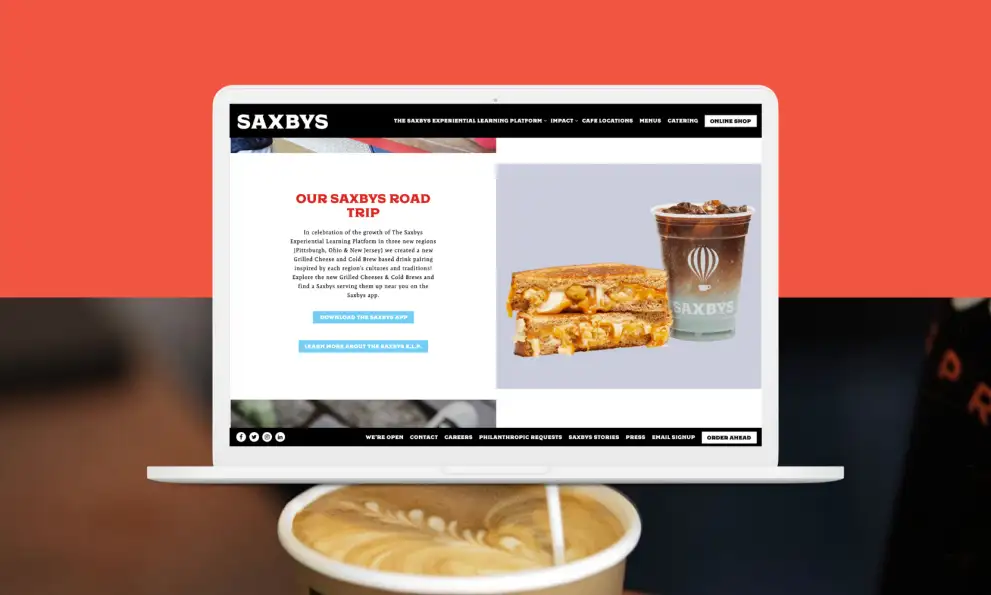 SAXBYS
THE SAXBYS EXPERIENTIAL LEARNING PLATFORM IMPACT CAFE LOCATIONS MENUS CATERING ONLINE SHOP
OUR SAXBYS ROAD
TRIP
In celebration of the growth of The Saxbys
Experiential Learning Platform in three new regions
(Pittsburgh, Ohio & New Jersey) we created a new
Grilled Cheese and Cold Brew based drink pairing
inspired by each region's cultures and traditions!
Explore the new Grilled Cheeses & Cold Brews and
find a Saxbys serving them up near you on the
Saxbys app.
DOWNLOAD THE SAXBYS APP
LEARN MORE ABOUT THE SAXBYS E.L.P.
SAXBYS
WE'RE OPEN CONTACT CAREERS PHILANTHROPIC REQUESTS SAXBYS STORIES PRESS EMAIL SIGNUP ORDER AHEAD
P R